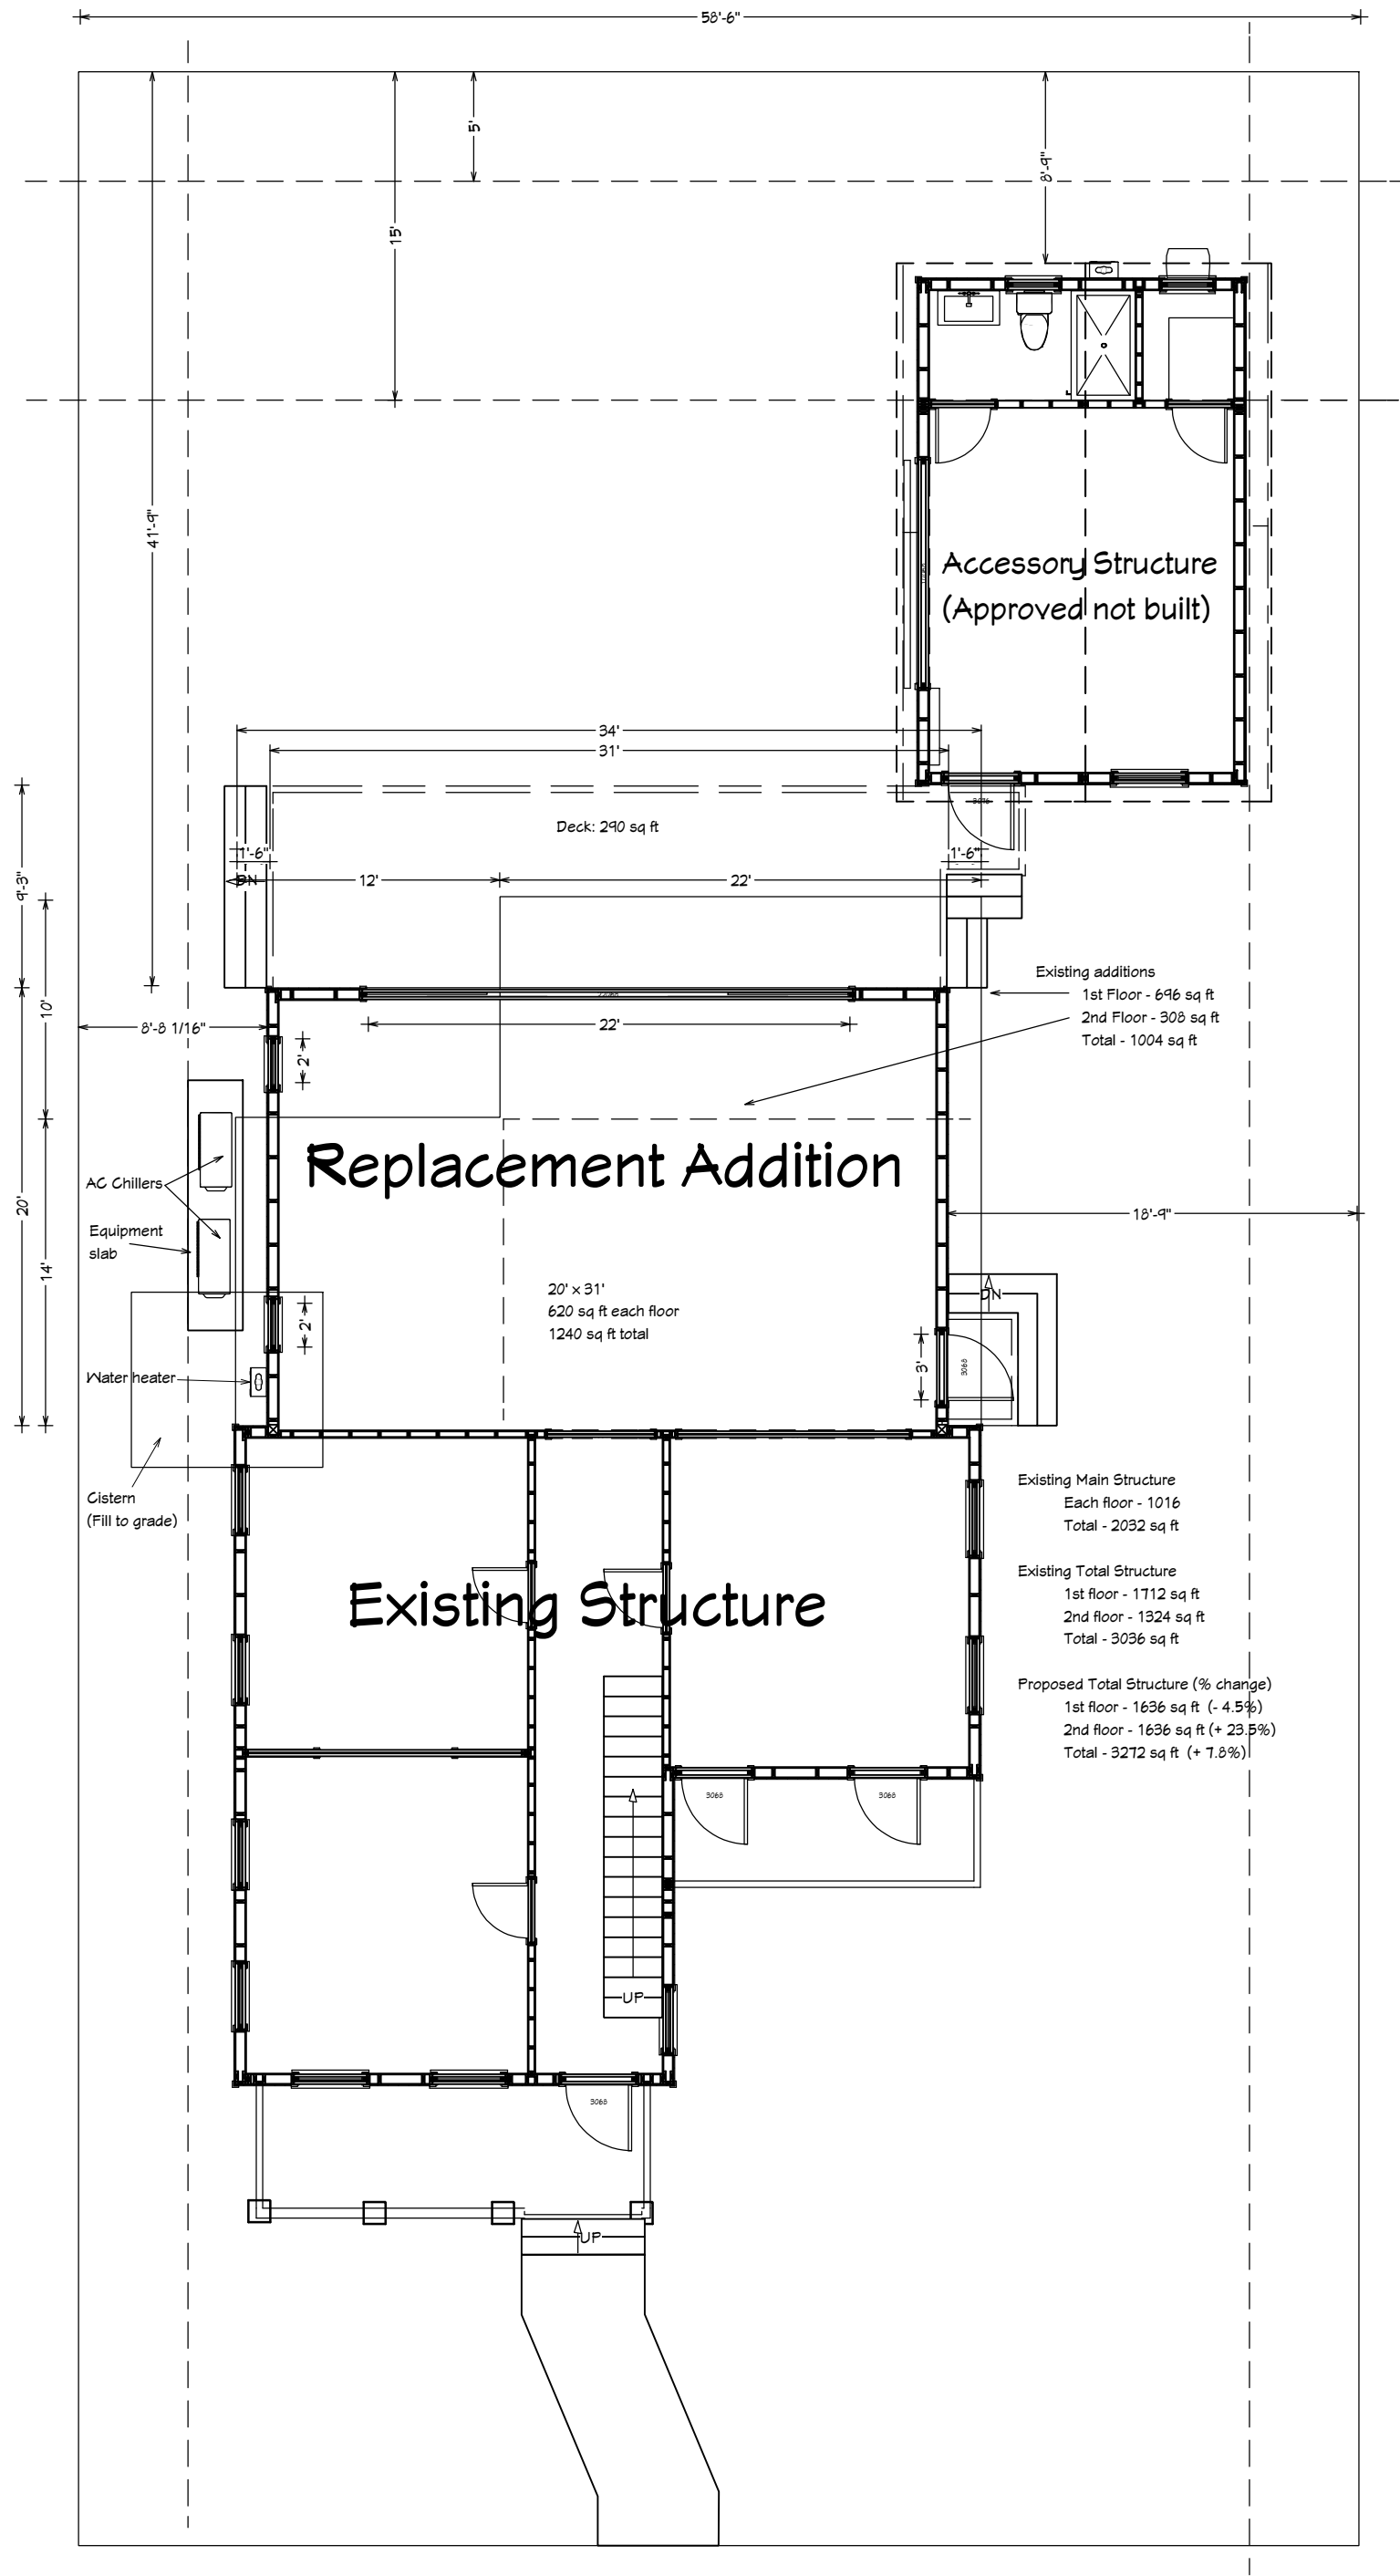 58'-6"
5'
8'-9"
15'
41'-9"
Accessory Structure
(Approved not built)
10068
34'
31'
3076
Deck: 290 sq ft
1'-6"
1'-6"
DN
12'
22'
9'-3"
10'
Existing additions
1st Floor - 696 sq ft
2nd Floor - 308 sq ft
Total - 1004 sq ft
8'-8 1/16"
22'
2'
Replacement Addition
AC Chillers
20'
18'-9"
Equipment
slab
14'
20' x 31'
620 sq ft each floor
1240 sq ft total
DN
2'
3'
3068
Water heater
Existing Main Structure
Each floor - 1016
Total - 2032 sq ft
Cistern
(Fill to grade)
Existing Total Structure
1st floor - 1712 sq ft
2nd floor - 1324 sq ft
Total - 3036 sq ft
Existing Structure
Proposed Total Structure (% change)
1st floor - 1636 sq ft (- 4.5%)
2nd floor - 1636 sq ft (+ 23.5%)
Total - 3272 sq ft (+ 7.8%)
3068
3068
UP
3068
UP